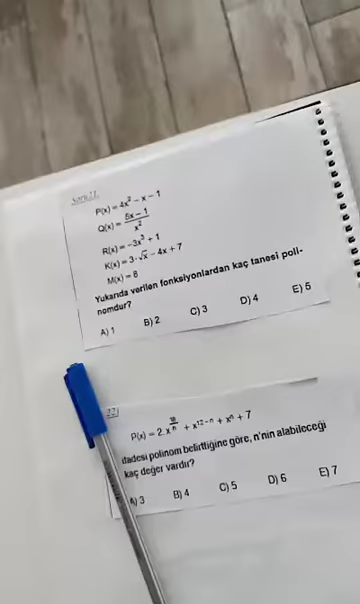 Soru 21.
P(x) = 4x² - x - 1
Q(x) = 5x - 1 / x²
R(x) = -3x³ + 1
K(x) = 3·√x - 4x + 7
M(x) = 8
Yukarıda verilen fonksiyonlardan kaç tanesi poli-
nomdur?
A) 1 B) 2 C) 3 D) 4 E) 5
22)
P(x) = 2x^(18/n) + x^(12-n) + x^n + 7
ifadesi polinom belirttiğine göre, n'nin alabileceği
kaç değer vardır?
A) 3 B) 4 C) 5 D) 6 E) 7